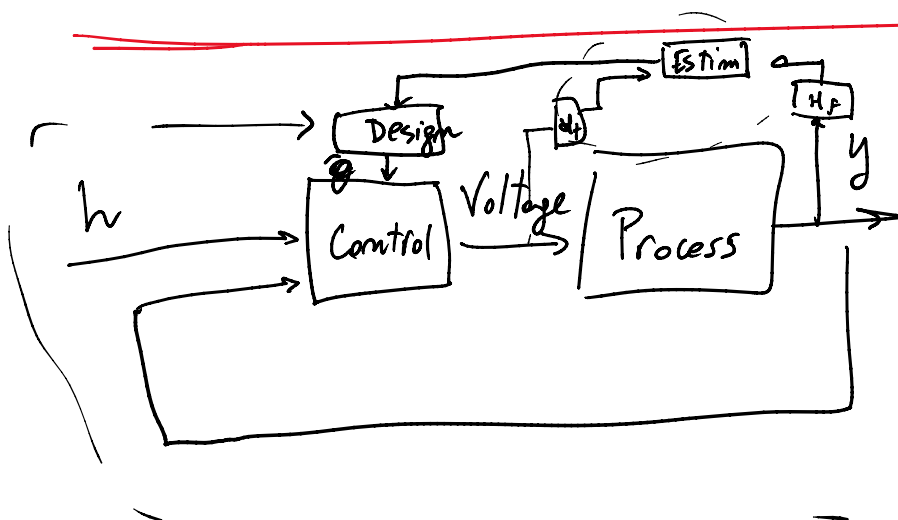 Estim
Hf
Design
y
h
Voltage
Control
Process